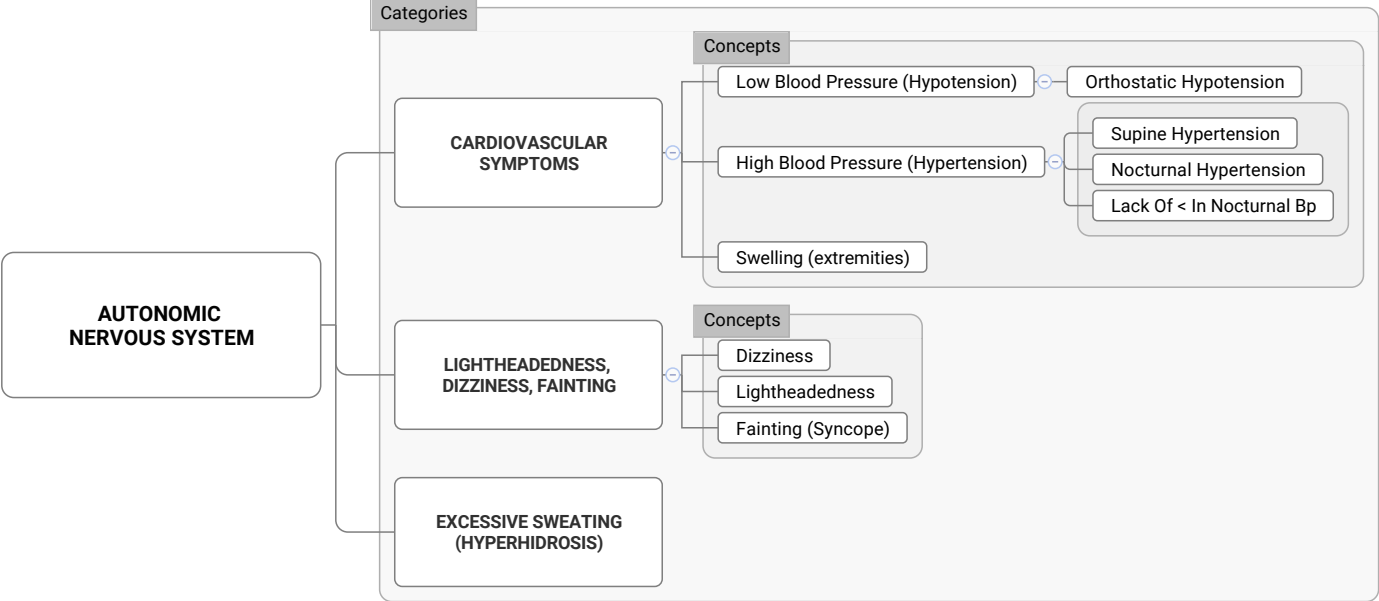 Categories
Concepts
Low Blood Pressure (Hypotension)
Orthostatic Hypotension
CARDIOVASCULAR
SYMPTOMS
High Blood Pressure (Hypertension)
Supine Hypertension
Nocturnal Hypertension
Lack Of < In Nocturnal Bp
Swelling (extremities)
AUTONOMIC
NERVOUS SYSTEM
Concepts
LIGHTHEADEDNESS,
DIZZINESS, FAINTING
Dizziness
Lightheadedness
Fainting (Syncope)
EXCESSIVE SWEATING
(HYPERHIDROSIS)